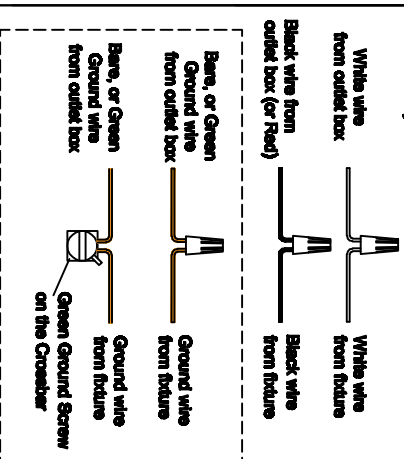 White wire
from outlet box
White wire
from fixture
Black wire from
outlet box (or Red)
Black wire
from fixture
Bare, or Green
Ground wire
from outlet box
Ground wire
from fixture
Bare, or Green
Ground wire
from outlet box
Ground wire
from fixture
Green Ground Screw
on the Crossbar